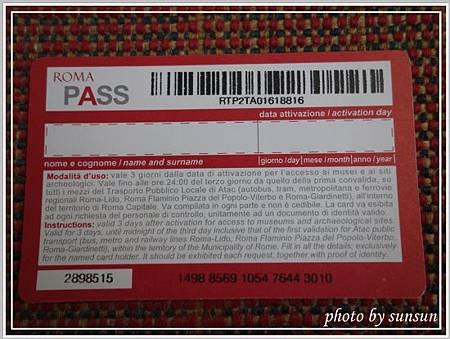 ROMA
PASS
RTP2TA01618816
data attivazione / activation day
nome e cognome / name and surname
giorno / day mese / month anno / year
Modalità d'uso: vale 3 giorni dalla data di attivazione per l'accesso ai musei e ai siti
archeologici. Vale fino alle ore 24:00 del terzo giorno da quello della prima convalida, su
tutti i mezzi del Trasporto Pubblico Locale di Atac (autobus, tram, metropolitana e ferrovie
regionali Roma-Lido, Roma Flaminio Piazza del Popolo-Viterbo e Roma-Giardinetti), all'interno
del territorio di Roma Capitale. Va compilata in ogni parte e non è cedibile. La card va esibita
ad ogni richiesta del personale di controllo, unitamente ad un documento di identità valido.
Instructions: valid 3 days after activation for access to museums and archaeological sites
Valid for 3 days, until midnight of the third day inclusive that of the first validation for Atac public
transport (bus, metro and railway lines Roma-Lido, Roma Flaminio Piazza del Popolo-Viterbo,
Roma-Giardinetti), within the territory of the Municipality of Rome. Fill in all the details; exclusively
for the named card holder. It should be exhibited each request, together with proof of identity.
2898515
1498 8569 1054 7644 3010
photo by sunsun